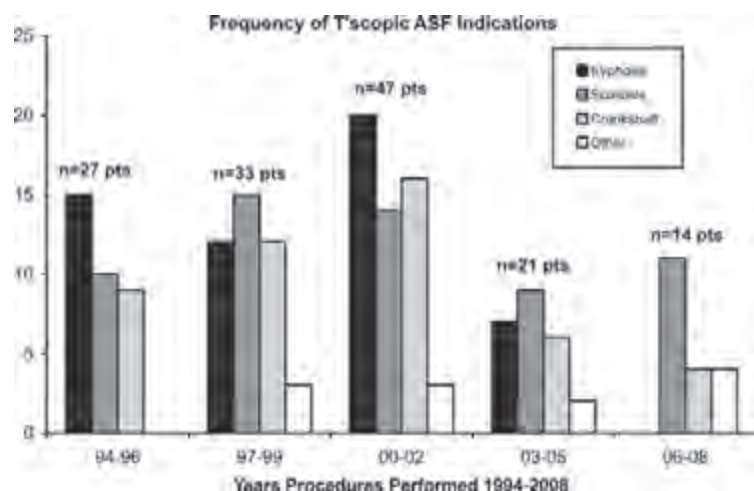 Frequency of T'scopic ASF Indications
25
20
15
10
5
0
n=27 pts
n=33 pts
n=47 pts
n=21 pts
n=14 pts
Kyphosis
Scoliosis
Crankshaft
Other
94-96
97-99
00-02
03-05
06-08
Years Procedures Performed 1994-2008